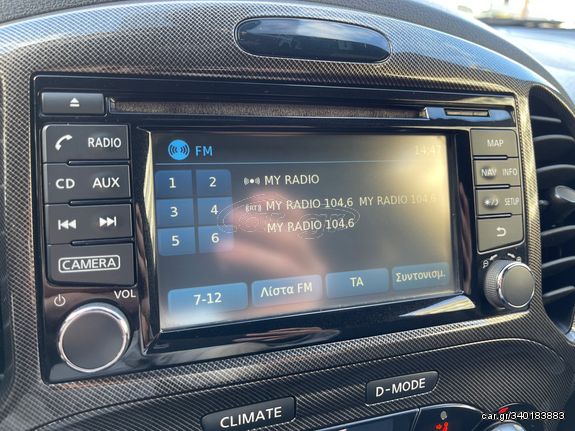 RADIO
CD AUX
CAMERA
VOL
FM
14:47
1 2
3 4
5 6
MY RADIO
(RT) MY RADIO 104,6 MY RADIO 104,6
MY RADIO 104,6
7-12
Λίστα FM
TA
Συντονισμ.
MAP
NAV INFO
SETUP
D-MODE
CLIMATE
car.gr/340183883